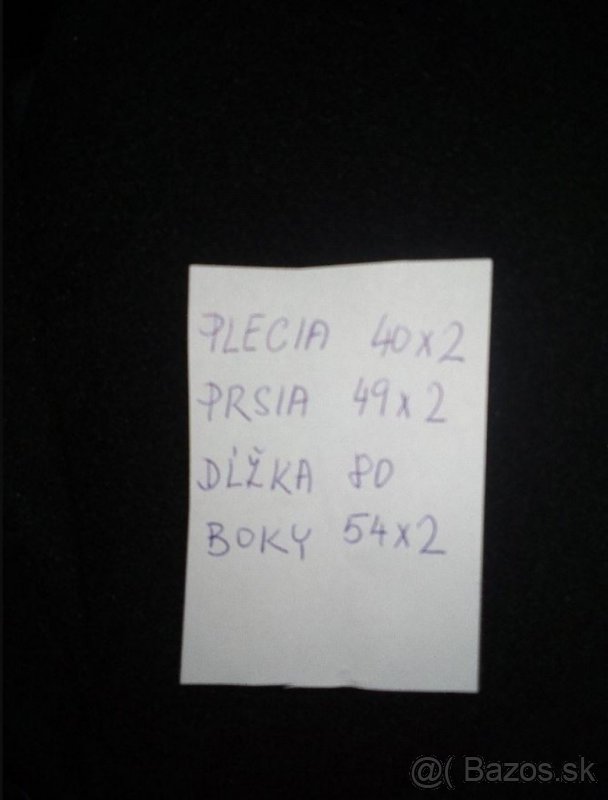 PLECIA 40x2
PRSIA 49x2
DĹŽKA 80
BOKY 54x2
@( Bazos.sk